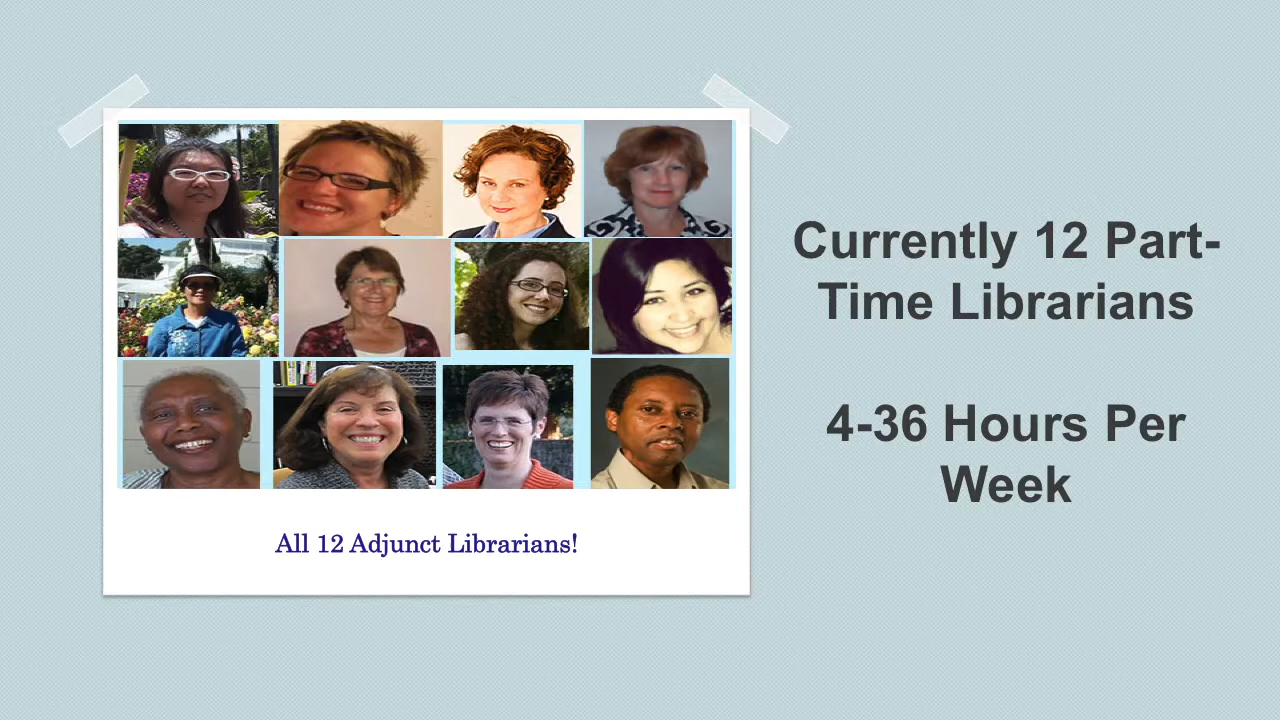 Currently 12 Part-
Time Librarians
4-36 Hours Per
Week
All 12 Adjunct Librarians!